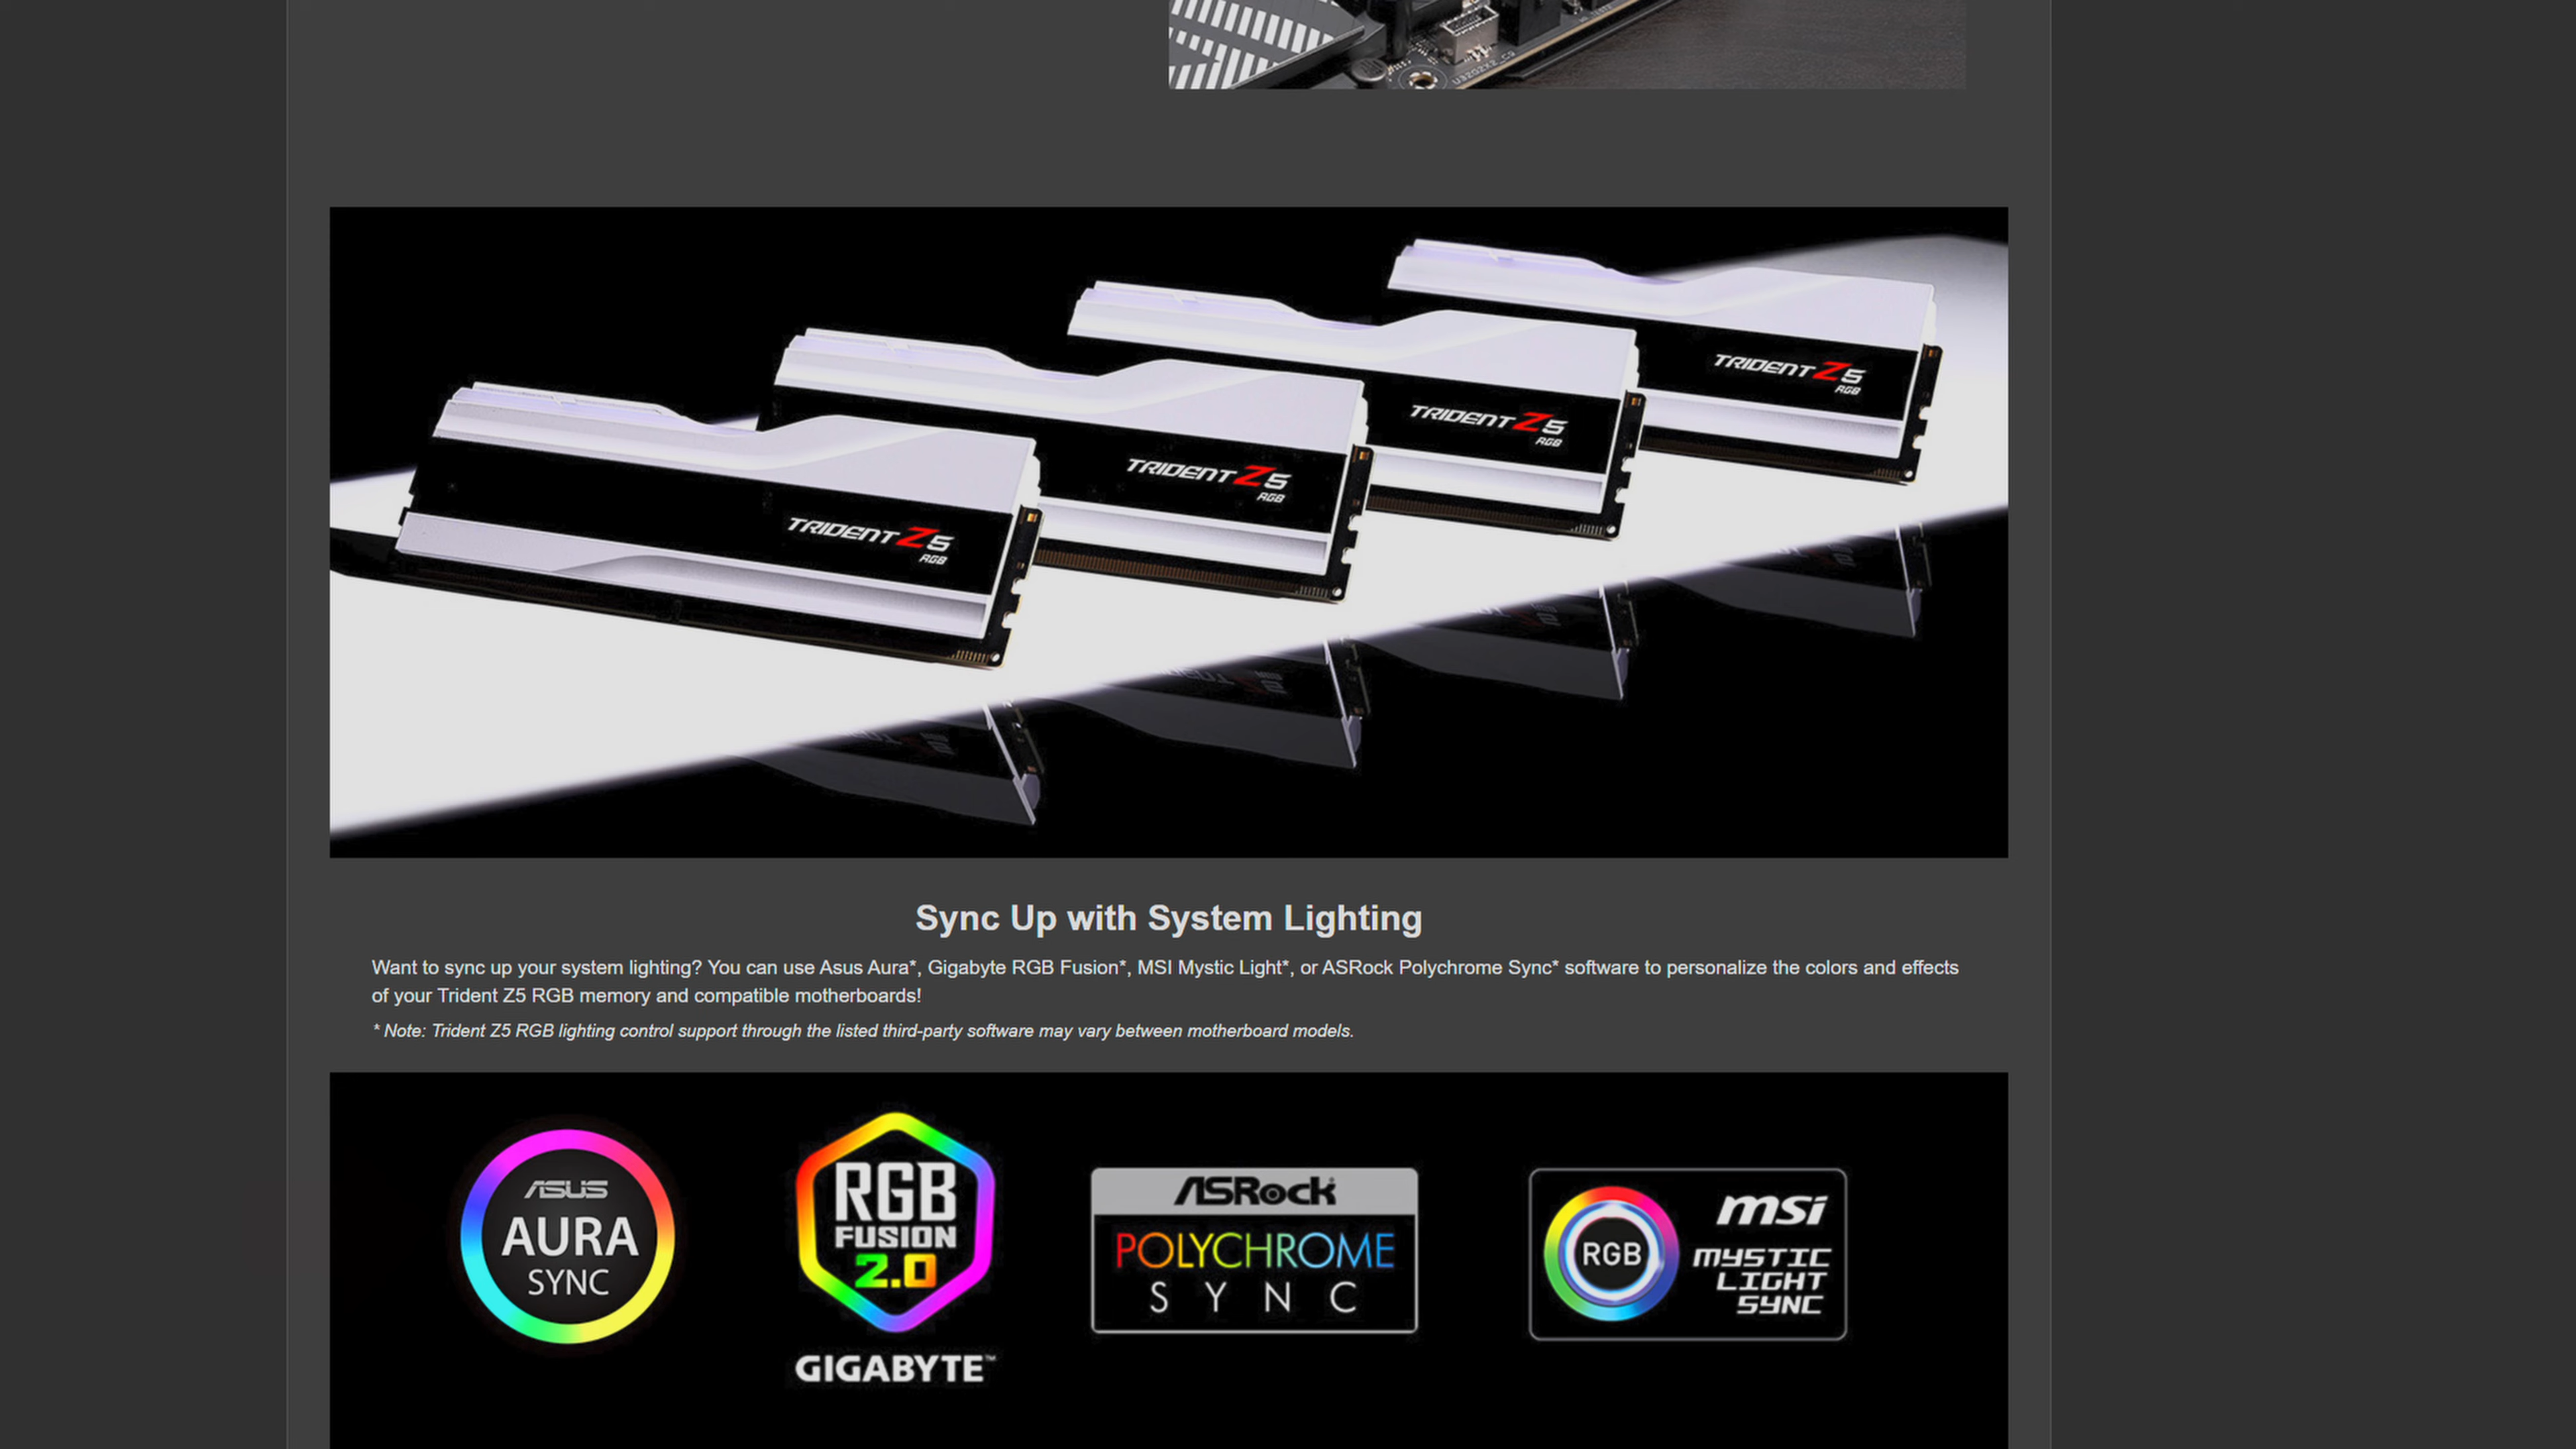 U3202X2_C9
TRIDENT Z5
RGB
TRIDENT Z5
RGB
TRIDENT Z5
RGB
TRIDENT Z5
RGB
Sync Up with System Lighting
Want to sync up your system lighting? You can use Asus Aura*, Gigabyte RGB Fusion*, MSI Mystic Light*, or ASRock Polychrome Sync* software to personalize the colors and effects
of your Trident Z5 RGB memory and compatible motherboards!
* Note: Trident Z5 RGB lighting control support through the listed third-party software may vary between motherboard models.
ASUS
AURA
SYNC
RGB
FUSION
2.0
GIGABYTE™
ASRock
POLYCHROME
SYNC
RGB
msi
MYSTIC
LIGHT
SYNC